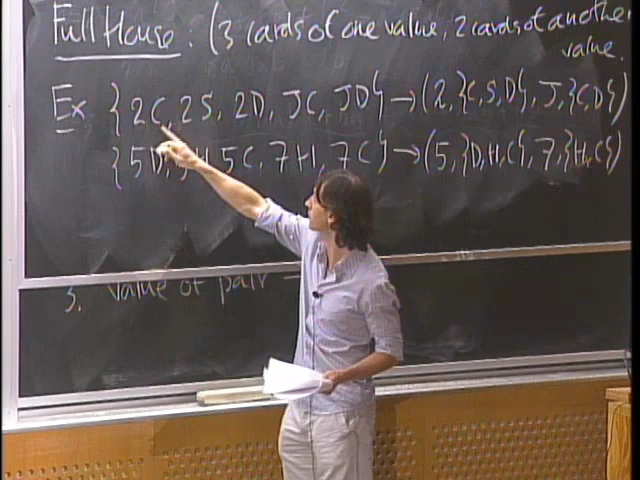 Full House: (3 cards of one value, 2 cards of another
value.
Ex {2C, 2S, 2D, JC, JD} → (2, {C, S, D}, J, {C, D})
{5D, 5H, 5C, 7H, 7C} → (5, {D, H, C}, 7, {H, C})
3. value of pair